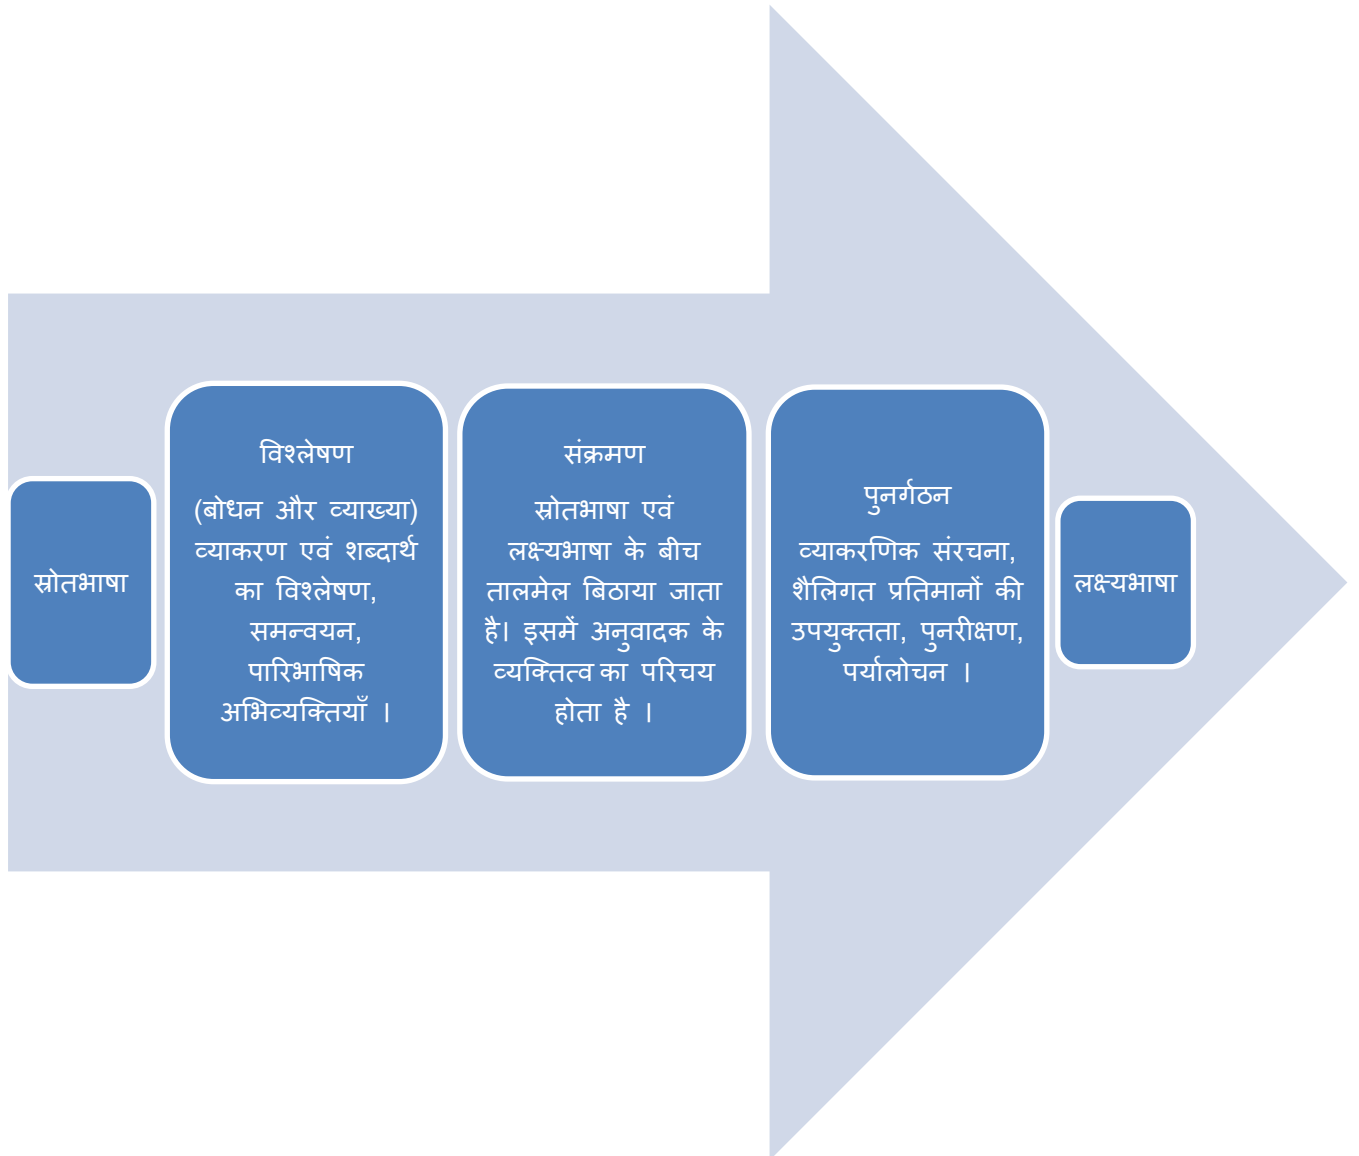 स्रोतभाषा
विश्लेषण
(बोधन और व्याख्या)
व्याकरण एवं शब्दार्थ
का विश्लेषण,
समन्वयन,
पारिभाषिक
अभिव्यक्तियाँ ।
संक्रमण
स्रोतभाषा एवं
लक्ष्यभाषा के बीच
तालमेल बिठाया जाता
है। इसमें अनुवादक के
व्यक्तित्व का परिचय
होता है ।
पुनर्गठन
व्याकरणिक संरचना,
शैलिगत प्रतिमानों की
उपयुक्तता, पुनरीक्षण,
पर्यालोचन ।
लक्ष्यभाषा